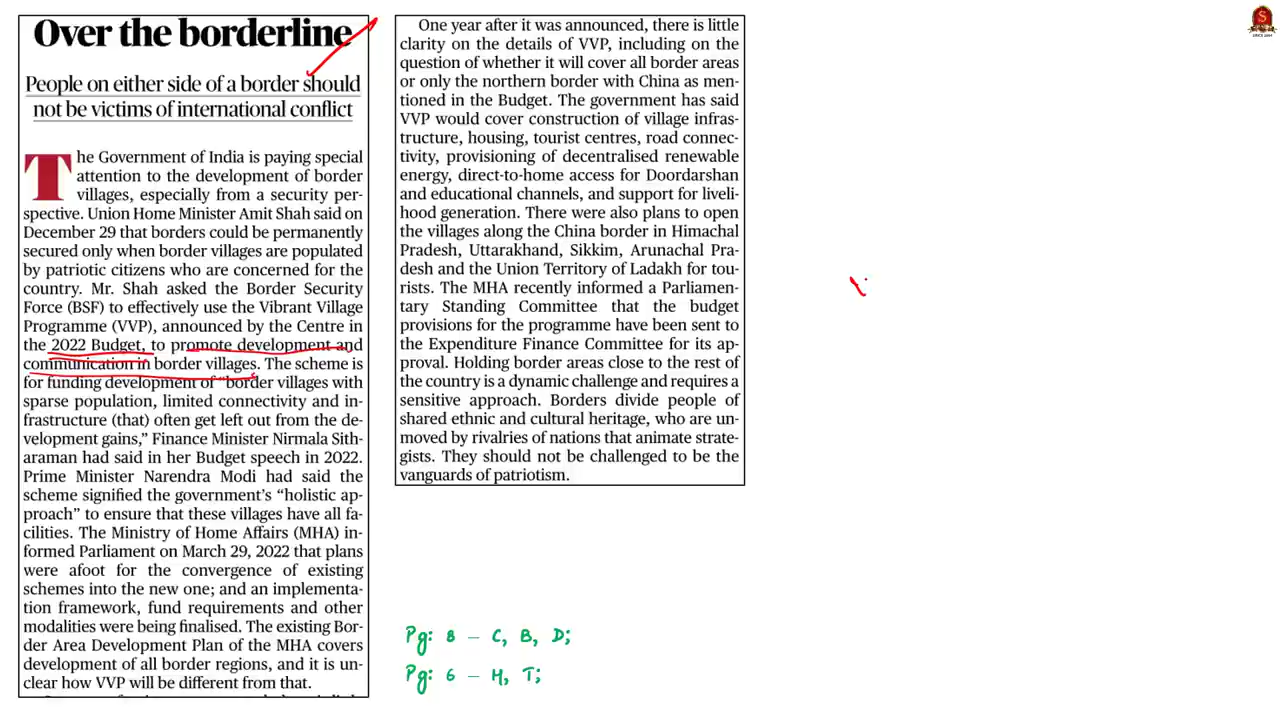 Over the borderline
People on either side of a border should
not be victims of international conflict
The Government of India is paying special
attention to the development of border
villages, especially from a security per-
spective. Union Home Minister Amit Shah said on
December 29 that borders could be permanently
secured only when border villages are populated
by patriotic citizens who are concerned for the
country. Mr. Shah asked the Border Security
Force (BSF) to effectively use the Vibrant Village
Programme (VVP), announced by the Centre in
the 2022 Budget, to promote development and
communication in border villages. The scheme is
for funding development of “border villages with
sparse population, limited connectivity and in-
frastructure (that) often get left out from the de-
velopment gains,” Finance Minister Nirmala Sith-
araman had said in her Budget speech in 2022.
Prime Minister Narendra Modi had said the
scheme signified the government’s “holistic ap-
proach” to ensure that these villages have all fa-
cilities. The Ministry of Home Affairs (MHA) in-
formed Parliament on March 29, 2022 that plans
were afoot for the convergence of existing
schemes into the new one; and an implementa-
tion framework, fund requirements and other
modalities were being finalised. The existing Bor-
der Area Development Plan of the MHA covers
development of all border regions, and it is un-
clear how VVP will be different from that.
One year after it was announced, there is little
clarity on the details of VVP, including on the
question of whether it will cover all border areas
or only the northern border with China as men-
tioned in the Budget. The government has said
VVP would cover construction of village infras-
tructure, housing, tourist centres, road connec-
tivity, provisioning of decentralised renewable
energy, direct-to-home access for Doordarshan
and educational channels, and support for liveli-
hood generation. There were also plans to open
the villages along the China border in Himachal
Pradesh, Uttarakhand, Sikkim, Arunachal Pra-
desh and the Union Territory of Ladakh for tou-
rists. The MHA recently informed a Parliamen-
tary Standing Committee that the budget
provisions for the programme have been sent to
the Expenditure Finance Committee for its ap-
proval. Holding border areas close to the rest of
the country is a dynamic challenge and requires a
sensitive approach. Borders divide people of
shared ethnic and cultural heritage, who are un-
moved by rivalries of nations that animate strate-
gists. They should not be challenged to be the
vanguards of patriotism.
Pg: 8 – C, B, D;
Pg: 6 – H, T;